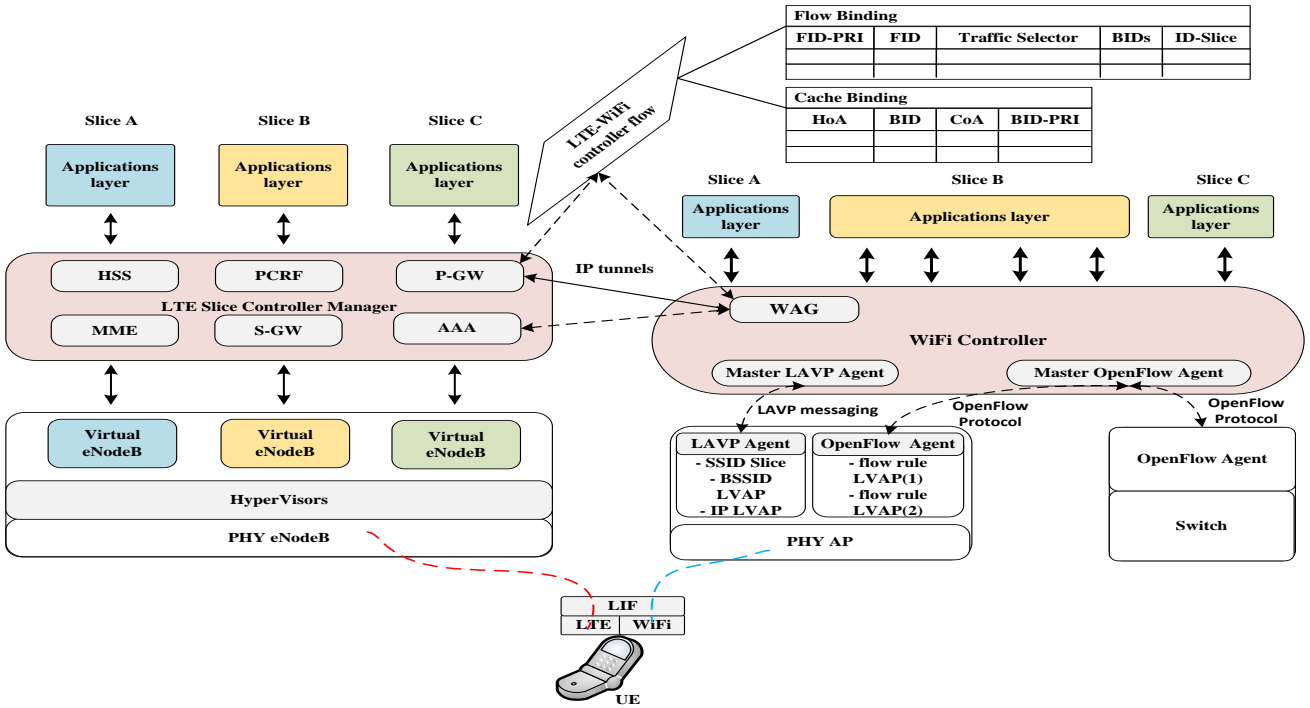 Flow Binding
FID-PRI FID Traffic Selector BIDs ID-Slice
Cache Binding
HoA BID CoA BID-PRI
LTE-WiFi
controller flow
Slice A Slice B Slice C
Applications
layer
Applications
layer
Applications
layer
HSS PCRF P-GW
LTE Slice Controller Manager
MME S-GW AAA
IP tunnels
Virtual
eNodeB
Virtual
eNodeB
Virtual
eNodeB
HyperVisors
PHY eNodeB
Slice A Slice B Slice C
Applications
layer
Applications layer
Applications
layer
WAG
WiFi Controller
Master LAVP Agent Master OpenFlow Agent
LAVP messaging
OpenFlow
Protocol
OpenFlow
Protocol
LAVP Agent
- SSID Slice
- BSSID
LVAP
- IP LVAP
OpenFlow Agent
- flow rule
LVAP(1)
- flow rule
LVAP(2)
PHY AP
OpenFlow Agent
Switch
LIF
LTE WiFi
UE